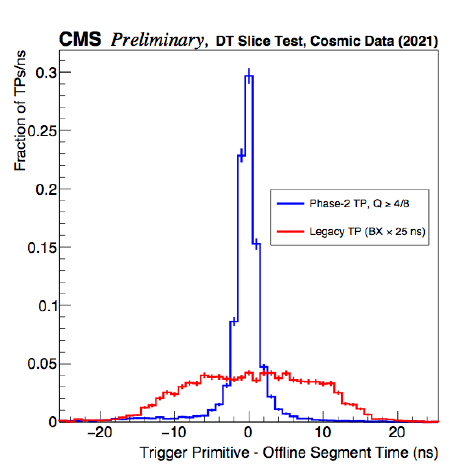 CMS Preliminary, DT Slice Test, Cosmic Data (2021)
Fraction of TPs/ns
0.3
0.25
0.2
0.15
0.1
0.05
0
Phase-2 TP, Q ≥ 4/8
Legacy TP (BX × 25 ns)
−20 −10 0 10 20
Trigger Primitive - Offline Segment Time (ns)